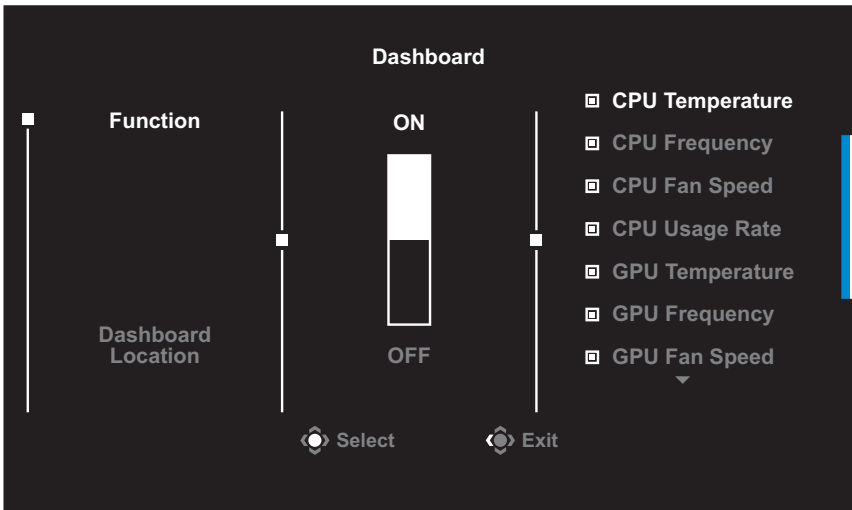 Dashboard
Function
Dashboard
Location
ON
OFF
CPU Temperature
CPU Frequency
CPU Fan Speed
CPU Usage Rate
GPU Temperature
GPU Frequency
GPU Fan Speed
Select
Exit